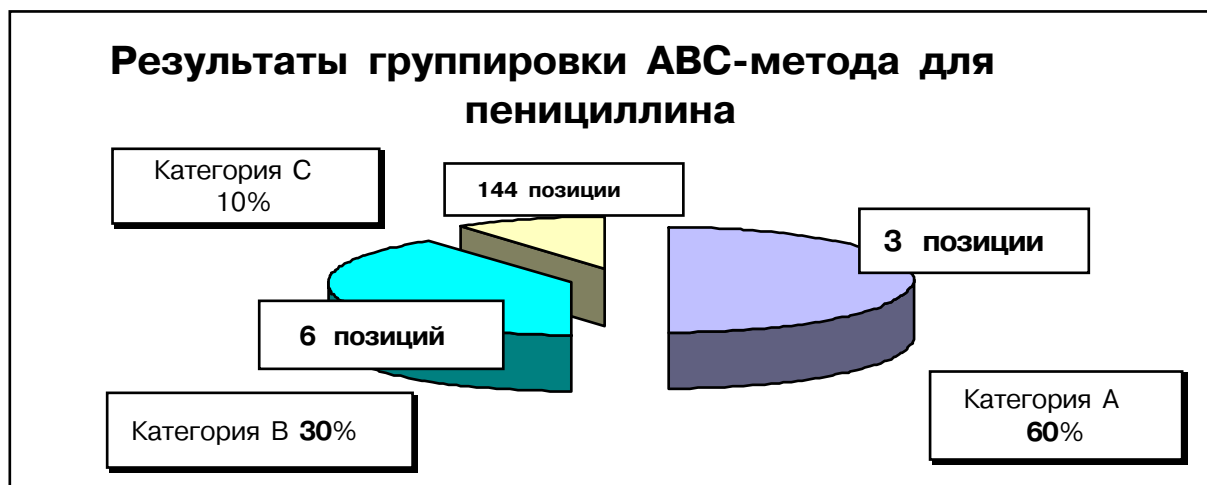 Результаты группировки АВС-метода для
пенициллина
Категория С
10%
144 позиции
3 позиции
6 позиций
Категория В 30%
Категория А
60%